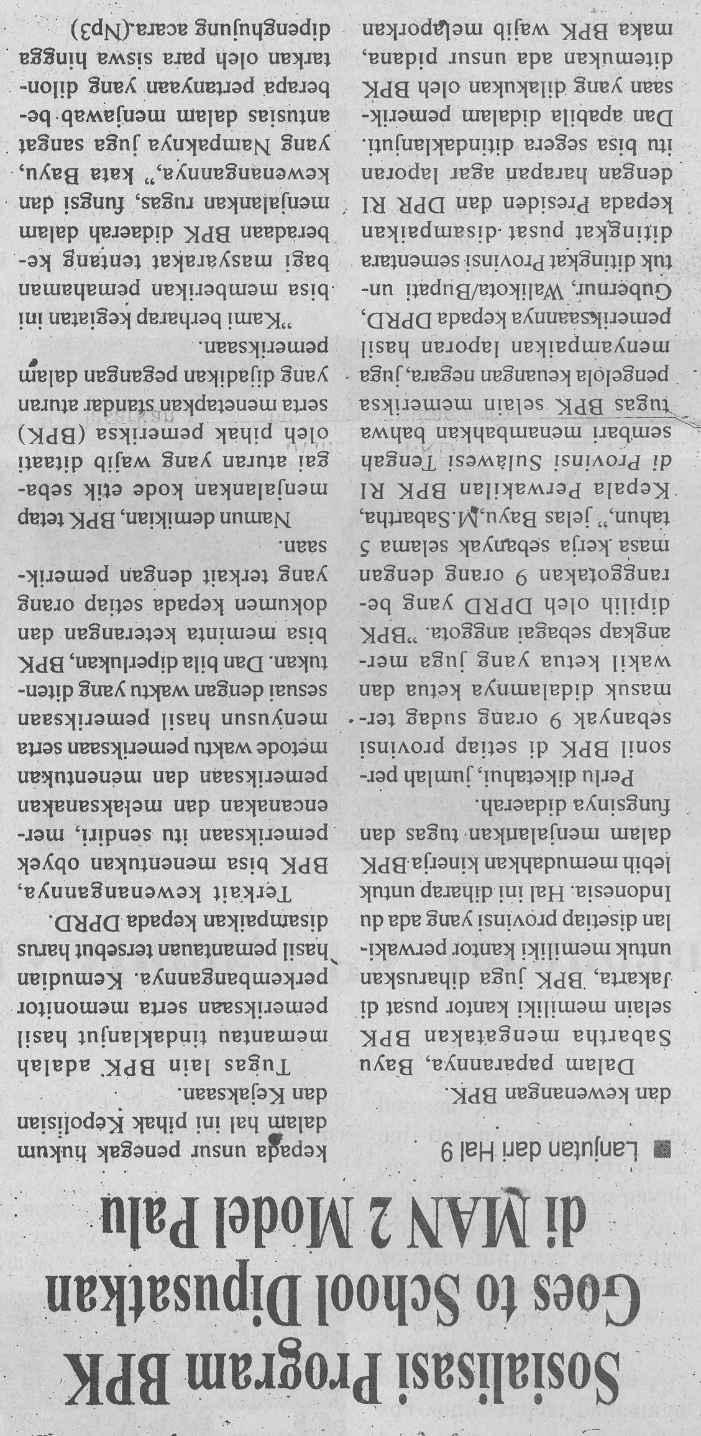 Sosialisasi Program BPK
Goes to School Dipusatkan
di MAN 2 Model Palu
■ Lanjutan dari Hal 9
dan kewenangan BPK.
Dalam paparannya, Bayu
Sabartha mengatakan BPK
selain memiliki kantor pusat di
Jakarta, BPK juga diharuskan
untuk memiliki kantor perwaki-
lan disetiap provinsi yang ada du
Indonesia. Hal ini diharap untuk
lebih memudahkan kinerja BPK
dalam menjalankan tugas dan
fungsinya didaerah.
Perlu diketahui, jumlah per-
sonil BPK di setiap provinsi
sebanyak 9 orang sudag ter-
masuk didalamnya ketua dan
wakil ketua yang juga mer-
angkap sebagai anggota. "BPK
dipilih oleh DPRD yang be-
ranggotakan 9 orang dengan
masa kerja sebanyak selama 5
tahun," jelas Bayu,M.Sabartha,
Kepala Perwakilan BPK RI
di Provinsi Sulawesi Tengah
sembari menambahkan bahwa
tugas BPK selain memeriksa
pengelola keuangan negara, juga
menyampaikan laporan hasil
pemeriksaannya kepada DPRD,
Gubernur, Walikota/Bupati un-
tuk ditingkat Provinsi sementara
ditingkat pusat disampaikan
kepada Presiden dan DPR RI
dengan harapan agar laporan
itu bisa segera ditindaklanjuti.
Dan apabila didalam pemerik-
saan yang dilakukan oleh BPK
ditemukan ada unsur pidana,
maka BPK wajib melaporkan
kepada unsur penegak hukum
dalam hal ini pihak Kepolisian
dan Kejaksaan.
Tugas lain BPK adalah
memantau tindaklanjut hasil
pemeriksaan serta memonitor
perkembangannya. Kemudian
hasil pemantauan tersebut harus
disampaikan kepada DPRD.
Terkait kewenangannya,
BPK bisa menentukan obyek
pemeriksaan itu sendiri, mer-
encanakan dan melaksanakan
pemeriksaan dan menentukan
metode waktu pemeriksaan serta
menyusun hasil pemeriksaan
sesuai dengan waktu yang diten-
tukan. Dan bila diperlukan, BPK
bisa meminta keterangan dan
dokumen kepada setiap orang
yang terkait dengan pemerik-
saan.
Namun demikian, BPK tetap
menjalankan kode etik seba-
gai aturan yang wajib ditaati
oleh pihak pemeriksa (BPK)
serta menetapkan standar aturan
yang dijadikan pegangan dalam
pemeriksaan.
"Kami berharap kegiatan ini
bisa memberikan pemahaman
bagi masyarakat tentang ke-
beradaan BPK didaerah dalam
menjalankan rugas, fungsi dan
kewenangannya," kata Bayu,
yang Nampaknya juga sangat
antusias dalam menjawab be-
berapa pertanyaan yang dilon-
tarkan oleh para siswa hingga
dipenghujung acara.(Np3)